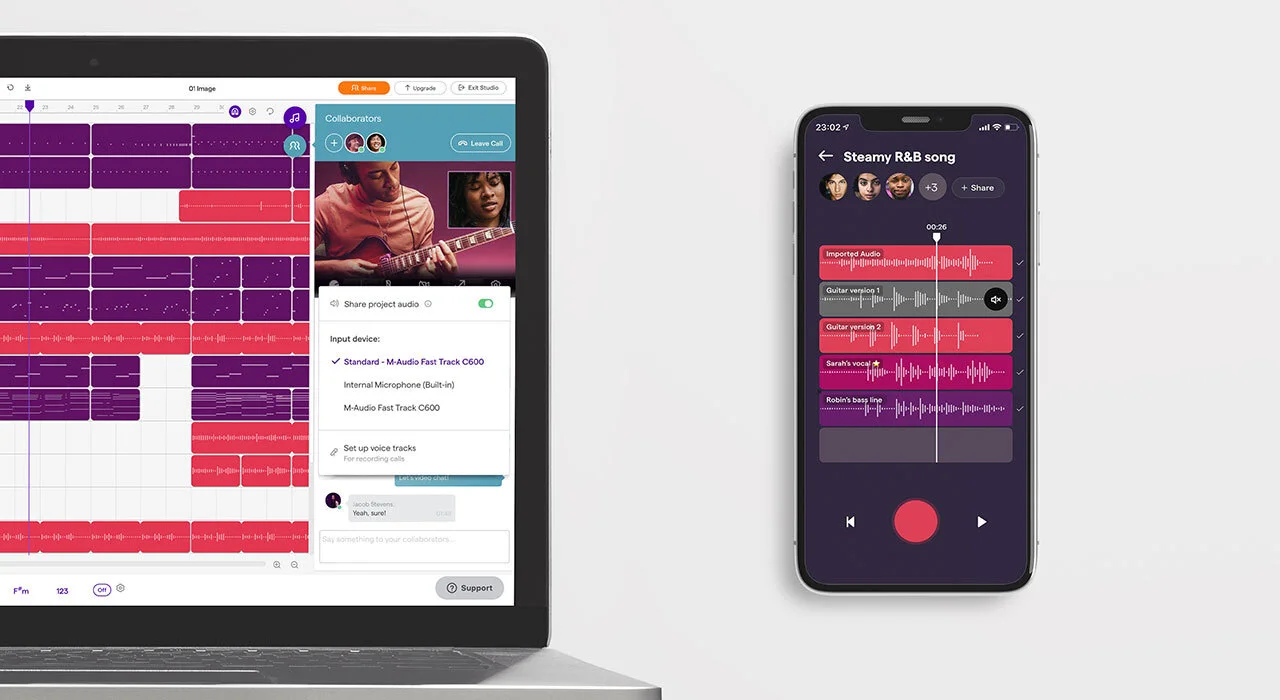 01 Image
Share
Upgrade
Exit Studio
22
23
24
25
26
27
28
29
Collaborators
Leave Call
Share project audio
Input device:
Standard - M-Audio Fast Track C600
Internal Microphone (Built-in)
M-Audio Fast Track C600
Set up voice tracks
For recording calls
Let's video chat!
Jacob Stevens
Yeah, sure!
Say something to your collaborators...
F#m
123
Off
Support
23:02
Steamy R&B song
+3
+ Share
00:26
Imported Audio
Guitar version 1
Guitar version 2
Sarah's vocal⭐
Robin's bass line